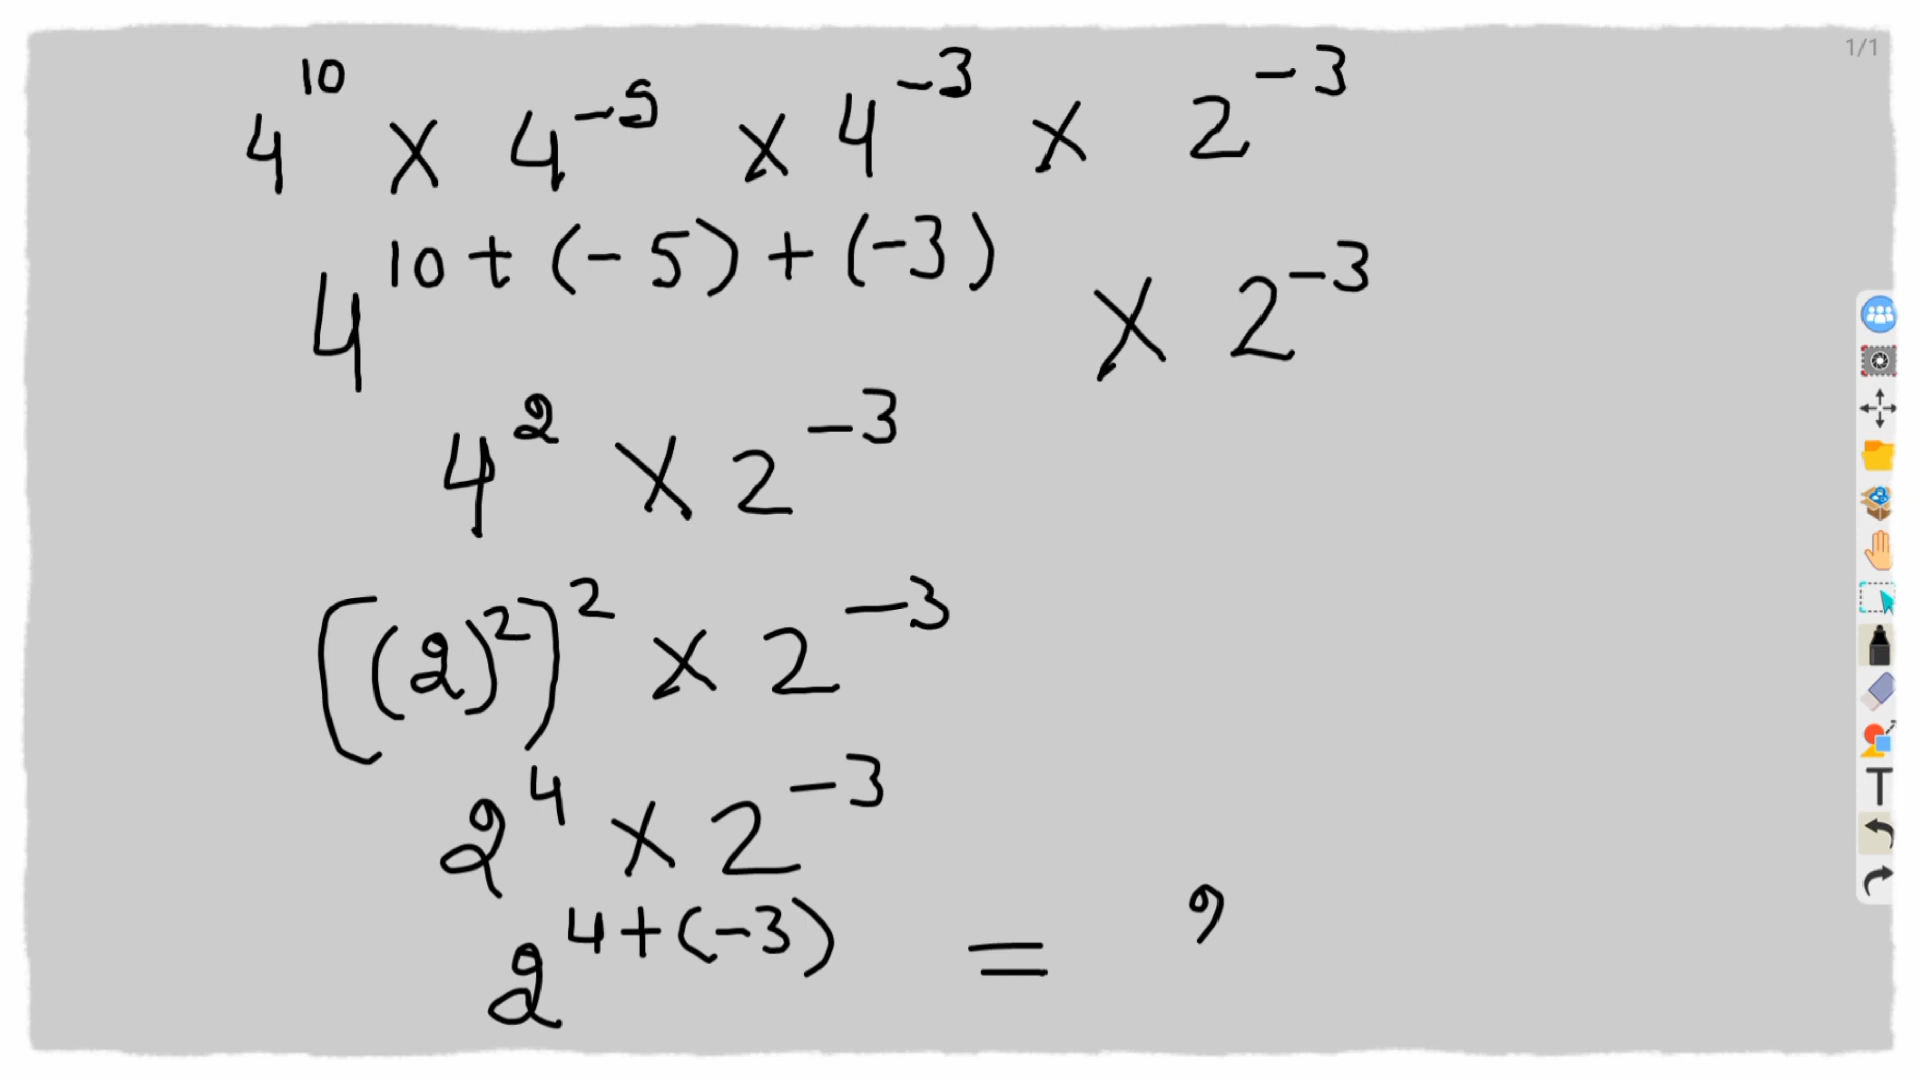 1/1
4^10 × 4^-5 × 4^-3 × 2^-3
4^10+(-5)+(-3) × 2^-3
4^2 × 2^-3
((2)^2)^2 × 2^-3
2^4 × 2^-3
2^4+(-3) =
T